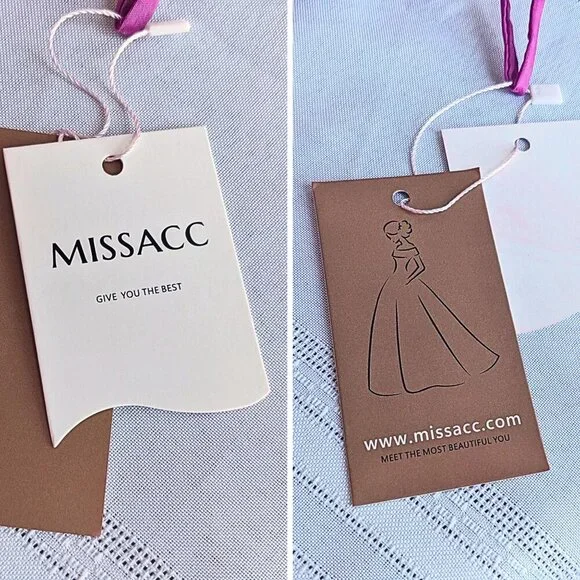 MISSACC
GIVE YOU THE BEST
www.missacc.com
MEET THE MOST BEAUTIFUL YOU